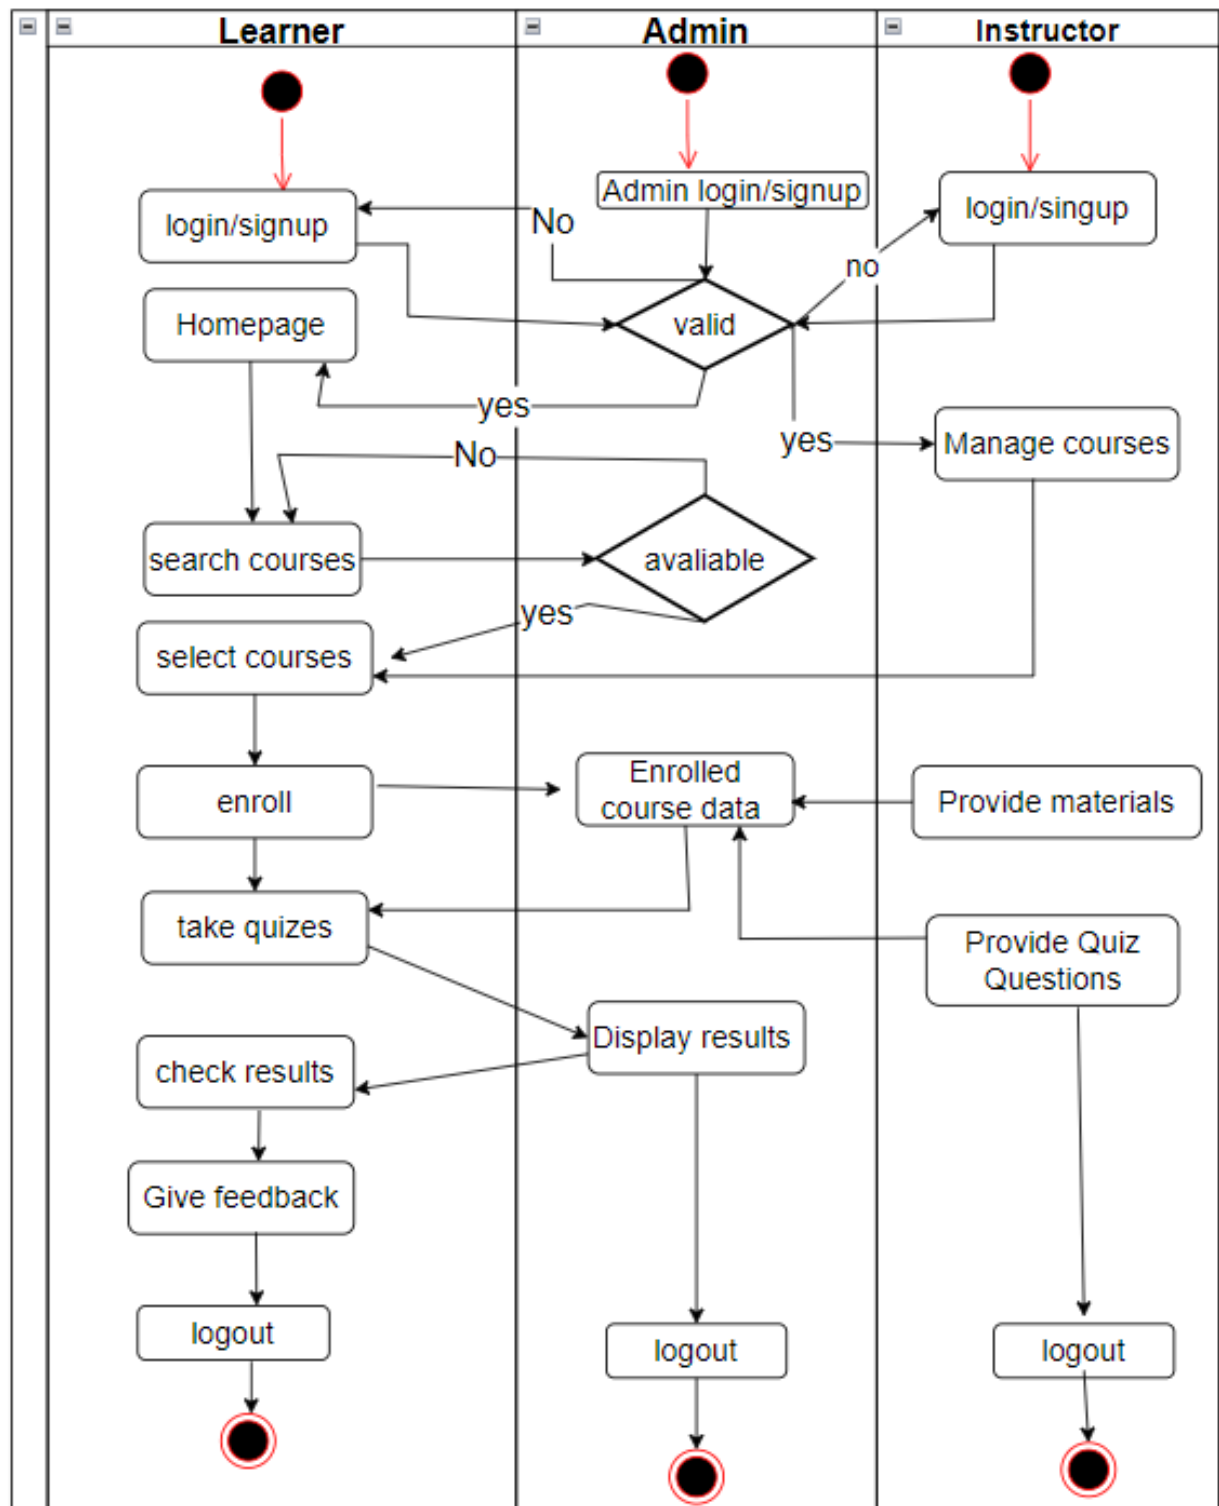 Learner
Admin
Instructor
Admin login/signup
login/signup
No
login/singup
no
Homepage
valid
yes
yes
Manage courses
No
search courses
avaliable
yes
select courses
Enrolled
course data
enroll
Provide materials
take quizes
Provide Quiz
Questions
Display results
check results
Give feedback
logout
logout
logout